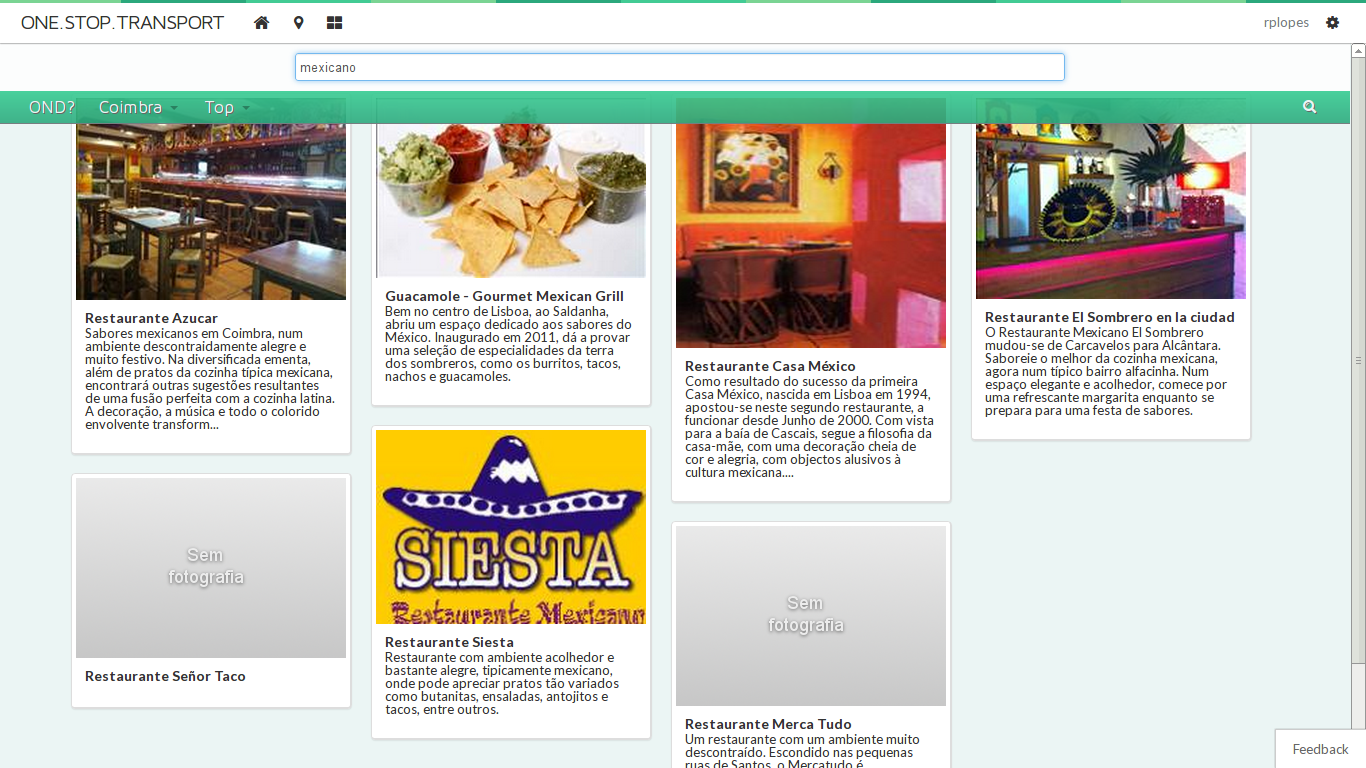 ONE.STOP.TRANSPORT
rplopes
mexicano
OND?
Coimbra
Top
Restaurante Azucar
Sabores mexicanos em Coimbra, num
ambiente descontraidamente alegre e
muito festivo. Na diversificada ementa,
além de pratos da cozinha típica mexicana,
encontrará outras sugestões resultantes
de uma fusão perfeita com a cozinha latina.
A decoração, a música e todo o colorido
envolvente transform...
Sem
fotografia
Restaurante Señor Taco
Guacamole - Gourmet Mexican Grill
Bem no centro de Lisboa, ao Saldanha,
abriu um espaço dedicado aos sabores do
México. Inaugurado em 2011, dá a provar
uma seleção de especialidades da terra
dos sombreros, como os burritos, tacos,
nachos e guacamoles.
SIESTA
Restaurante Mexicano
Restaurante Siesta
Restaurante com ambiente acolhedor e
bastante alegre, tipicamente mexicano,
onde pode apreciar pratos tão variados
como butanitas, ensaladas, antojitos e
tacos, entre outros.
Restaurante Casa México
Como resultado do sucesso da primeira
Casa México, nascida em Lisboa em 1994,
apostou-se neste segundo restaurante, a
funcionar desde Junho de 2000. Com vista
para a baía de Cascais, segue a filosofia da
casa-mãe, com uma decoração cheia de
cor e alegria, com objectos alusivos à
cultura mexicana....
Sem
fotografia
Restaurante Merca Tudo
Um restaurante com um ambiente muito
descontraído. Escondido nas pequenas
ruas de Santos, o Mercatudo é
Restaurante El Sombrero en la ciudad
O Restaurante Mexicano El Sombrero
mudou-se de Carcavelos para Alcântara.
Saboreie o melhor da cozinha mexicana,
agora num típico bairro alfacinha. Num
espaço elegante e acolhedor, comece por
uma refrescante margarita enquanto se
prepara para uma festa de sabores.
Feedback